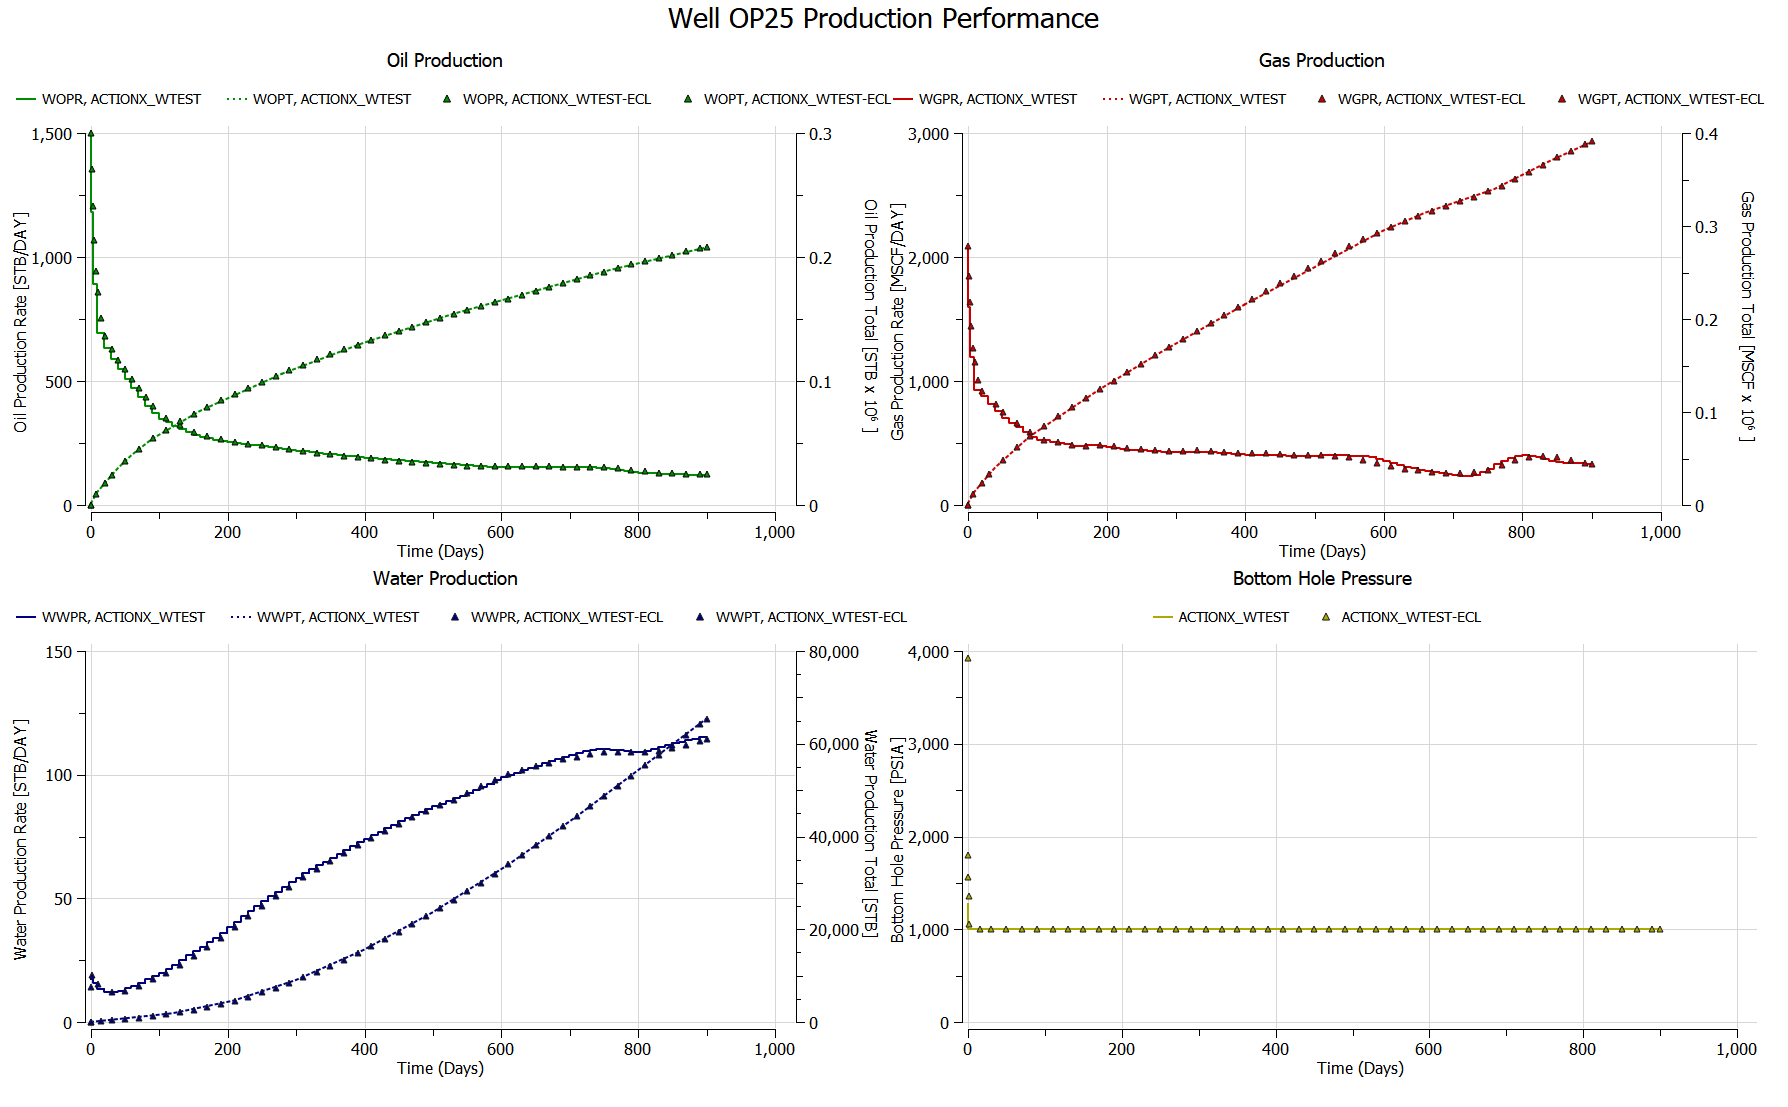 Well OP25 Production Performance
Oil Production
WOPR, ACTIONX_WTEST WOPT, ACTIONX_WTEST WOPR, ACTIONX_WTEST-ECL WOPT, ACTIONX_WTEST-ECL
1,500
1,000
500
0
Oil Production Rate [STB/DAY]
0.3
0.2
0.1
0
Oil Production Total [STB x 10⁶ ]
0 200 400 600 800 1,000
Time (Days)
Gas Production
WGPR, ACTIONX_WTEST WGPT, ACTIONX_WTEST WGPR, ACTIONX_WTEST-ECL WGPT, ACTIONX_WTEST-ECL
3,000
2,000
1,000
0
Gas Production Rate [MSCF/DAY]
0.4
0.3
0.2
0.1
0
Gas Production Total [MSCF x 10⁶ ]
0 200 400 600 800 1,000
Time (Days)
Water Production
WWPR, ACTIONX_WTEST WWPT, ACTIONX_WTEST WWPR, ACTIONX_WTEST-ECL WWPT, ACTIONX_WTEST-ECL
150
100
50
0
Water Production Rate [STB/DAY]
80,000
60,000
40,000
20,000
0
Water Production Total [STB]
0 200 400 600 800 1,000
Time (Days)
Bottom Hole Pressure
ACTIONX_WTEST ACTIONX_WTEST-ECL
4,000
3,000
2,000
1,000
0
Bottom Hole Pressure [PSIA]
0 200 400 600 800 1,000
Time (Days)